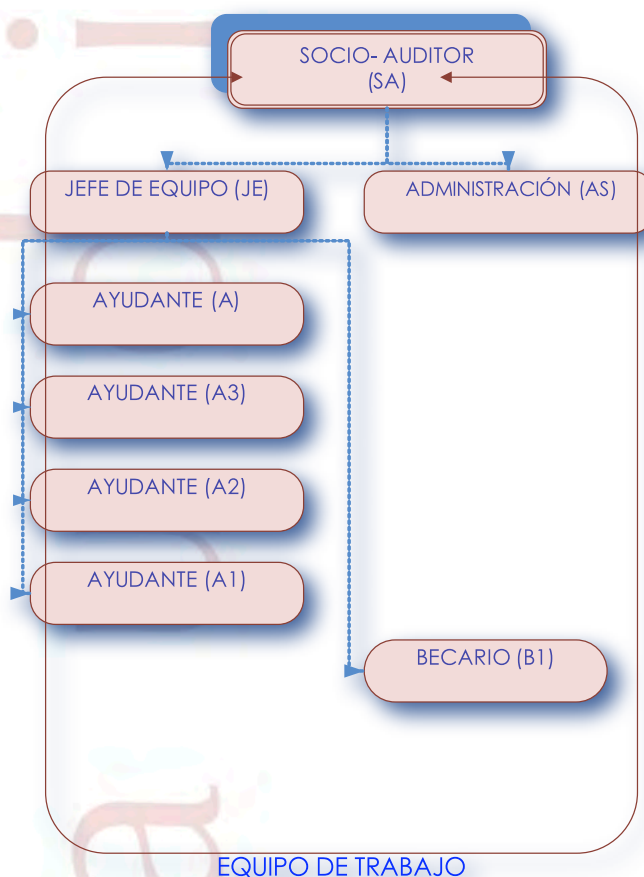 SOCIO- AUDITOR
(SA)
JEFE DE EQUIPO (JE)
ADMINISTRACIÓN (AS)
AYUDANTE (A)
AYUDANTE (A3)
AYUDANTE (A2)
AYUDANTE (A1)
BECARIO (B1)
EQUIPO DE TRABAJO